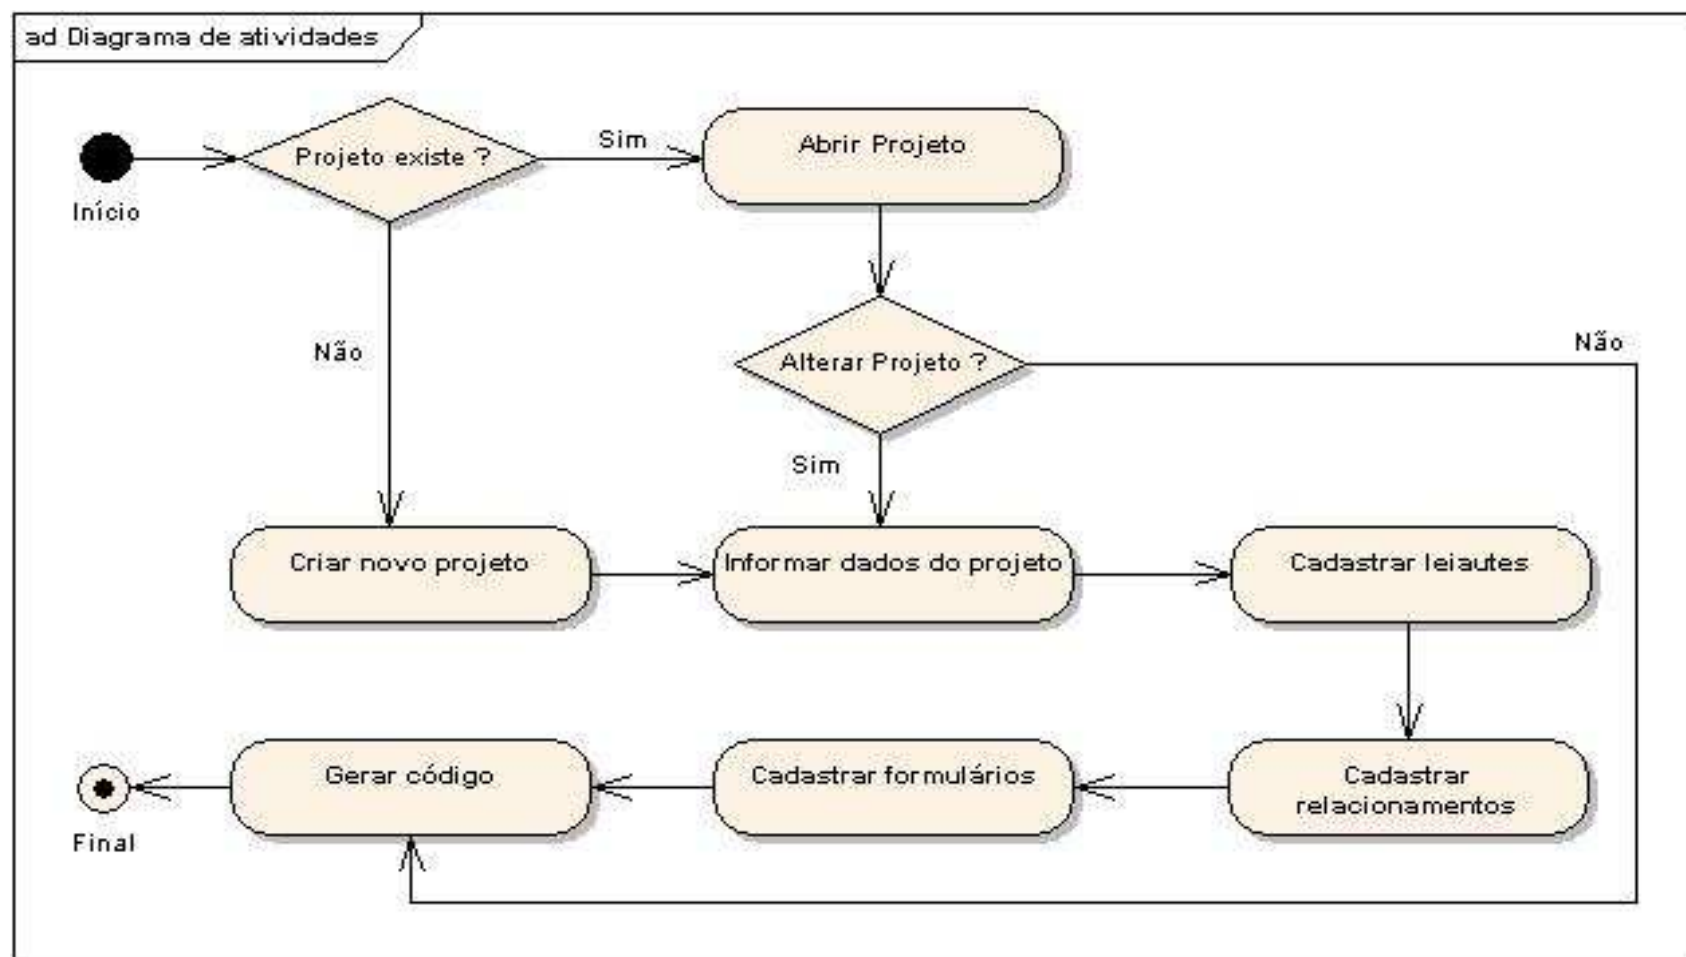 ad Diagrama de atividades
Projeto existe ?
Sim
Abrir Projeto
Início
Não
Alterar Projeto ?
Não
Sim
Criar novo projeto
Informar dados do projeto
Cadastrar leiautes
Gerar código
Cadastrar formulários
Cadastrar
relacionamentos
Final